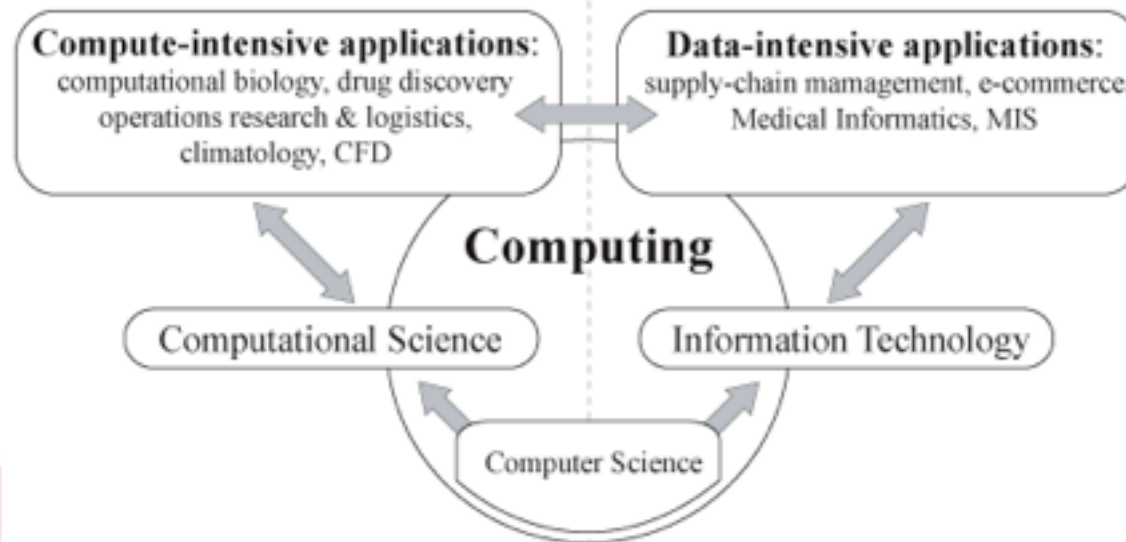 Compute-intensive applications:
computational biology, drug discovery
operations research & logistics,
climatology, CFD
Data-intensive applications:
supply-chain mamagement, e-commerce,
Medical Informatics, MIS
Computing
Computational Science
Information Technology
Computer Science